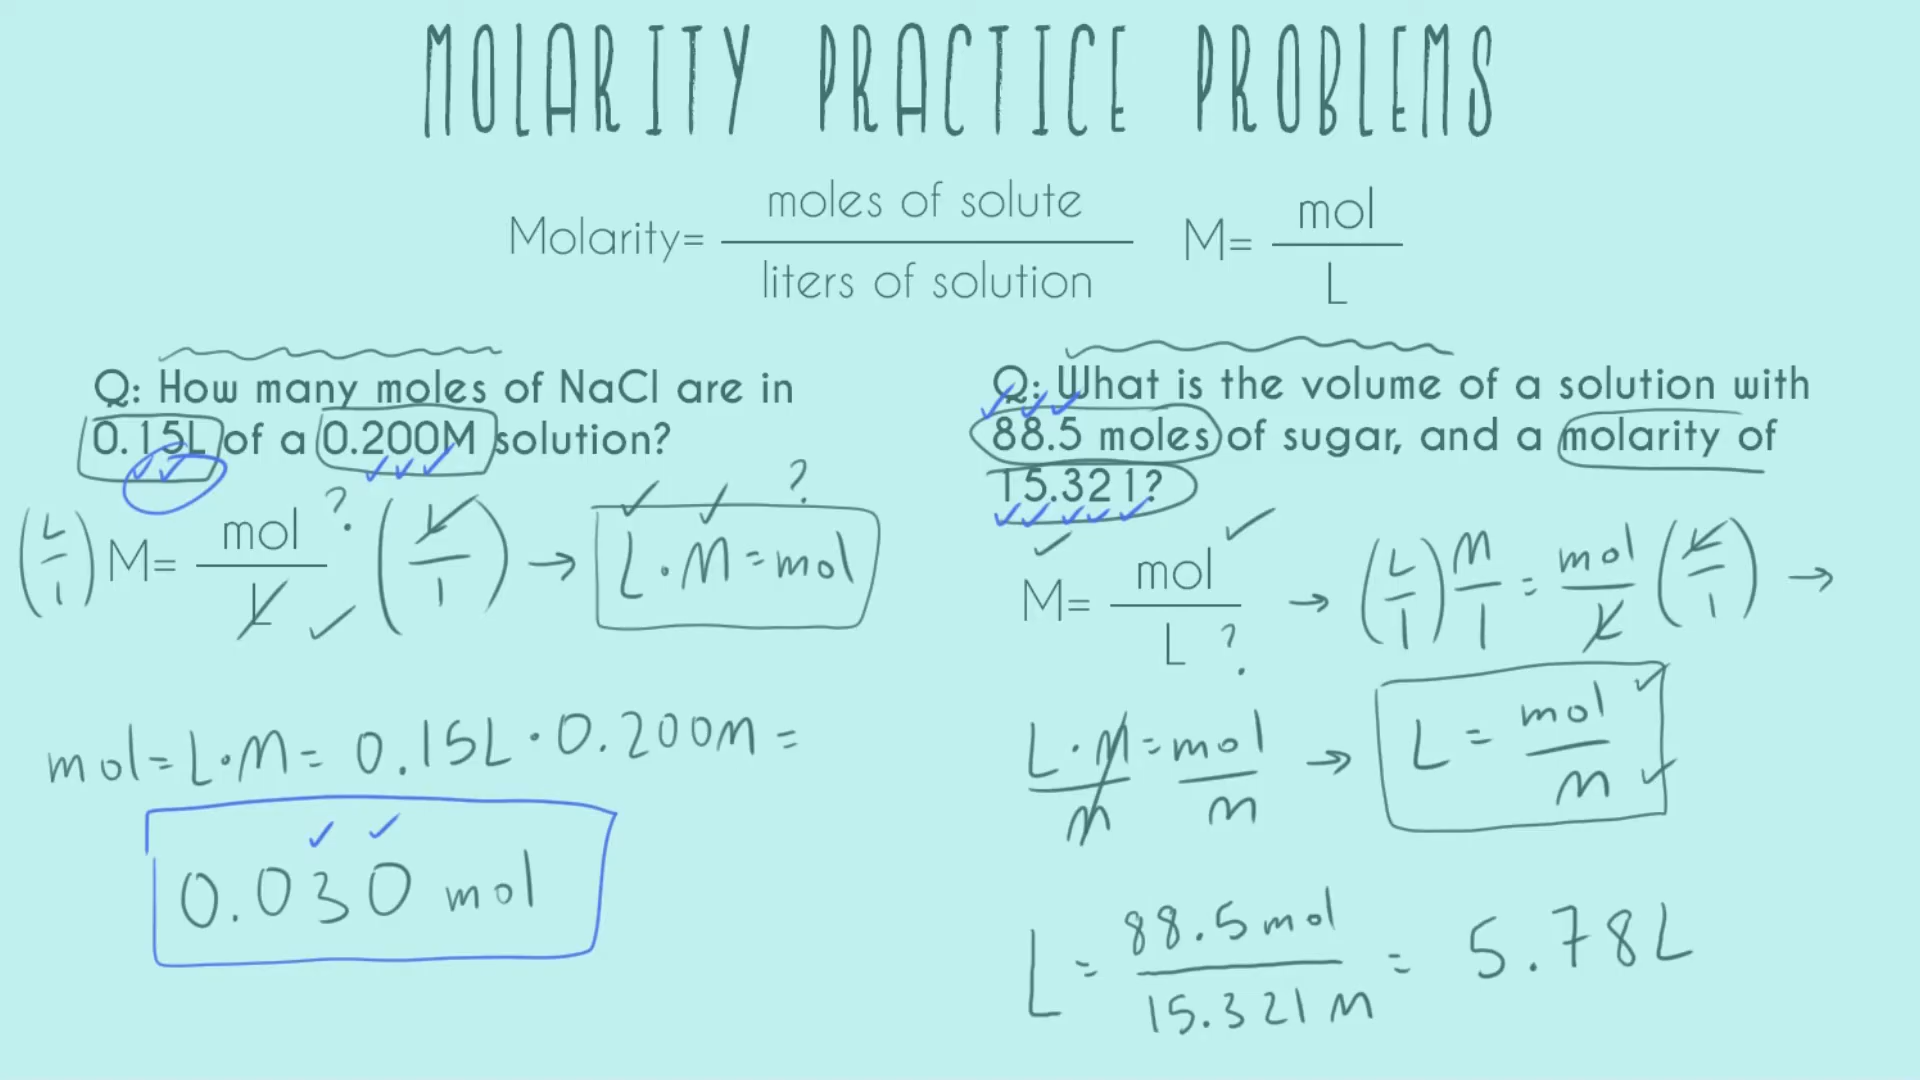 MOLARITY PRACTICE PROBLEMS
Molarity= moles of solute / liters of solution
M= mol / L
Q: How many moles of NaCl are in
0.15L of a 0.200M solution?
(L/1) M= mol/L ? (L/1) → L·M=mol ?
mol=L·M= 0.15L·0.200M=
0.030 mol
Q: What is the volume of a solution with
88.5 moles of sugar, and a molarity of
15.321?
M= mol/L ? → (L/1) M/1 = mol/L (L/1) →
L·M/M = mol/M → L = mol/M
L = 88.5mol / 15.321M = 5.78L